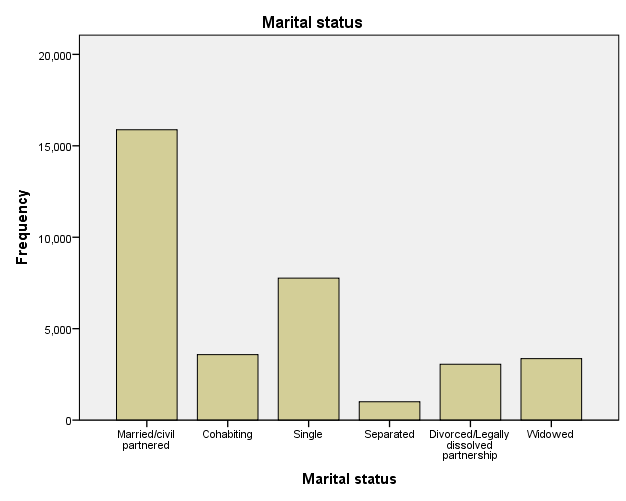 Marital status
20,000
15,000
10,000
5,000
0
Frequency
Married/civil
partnered
Cohabiting
Single
Separated
Divorced/Legally
dissolved
partnership
Widowed
Marital status